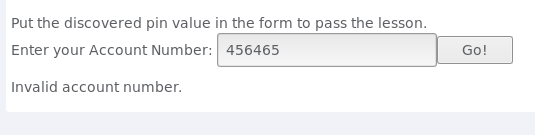 Put the discovered pin value in the form to pass the lesson.
Enter your Account Number: 456465 Go!
Invalid account number.